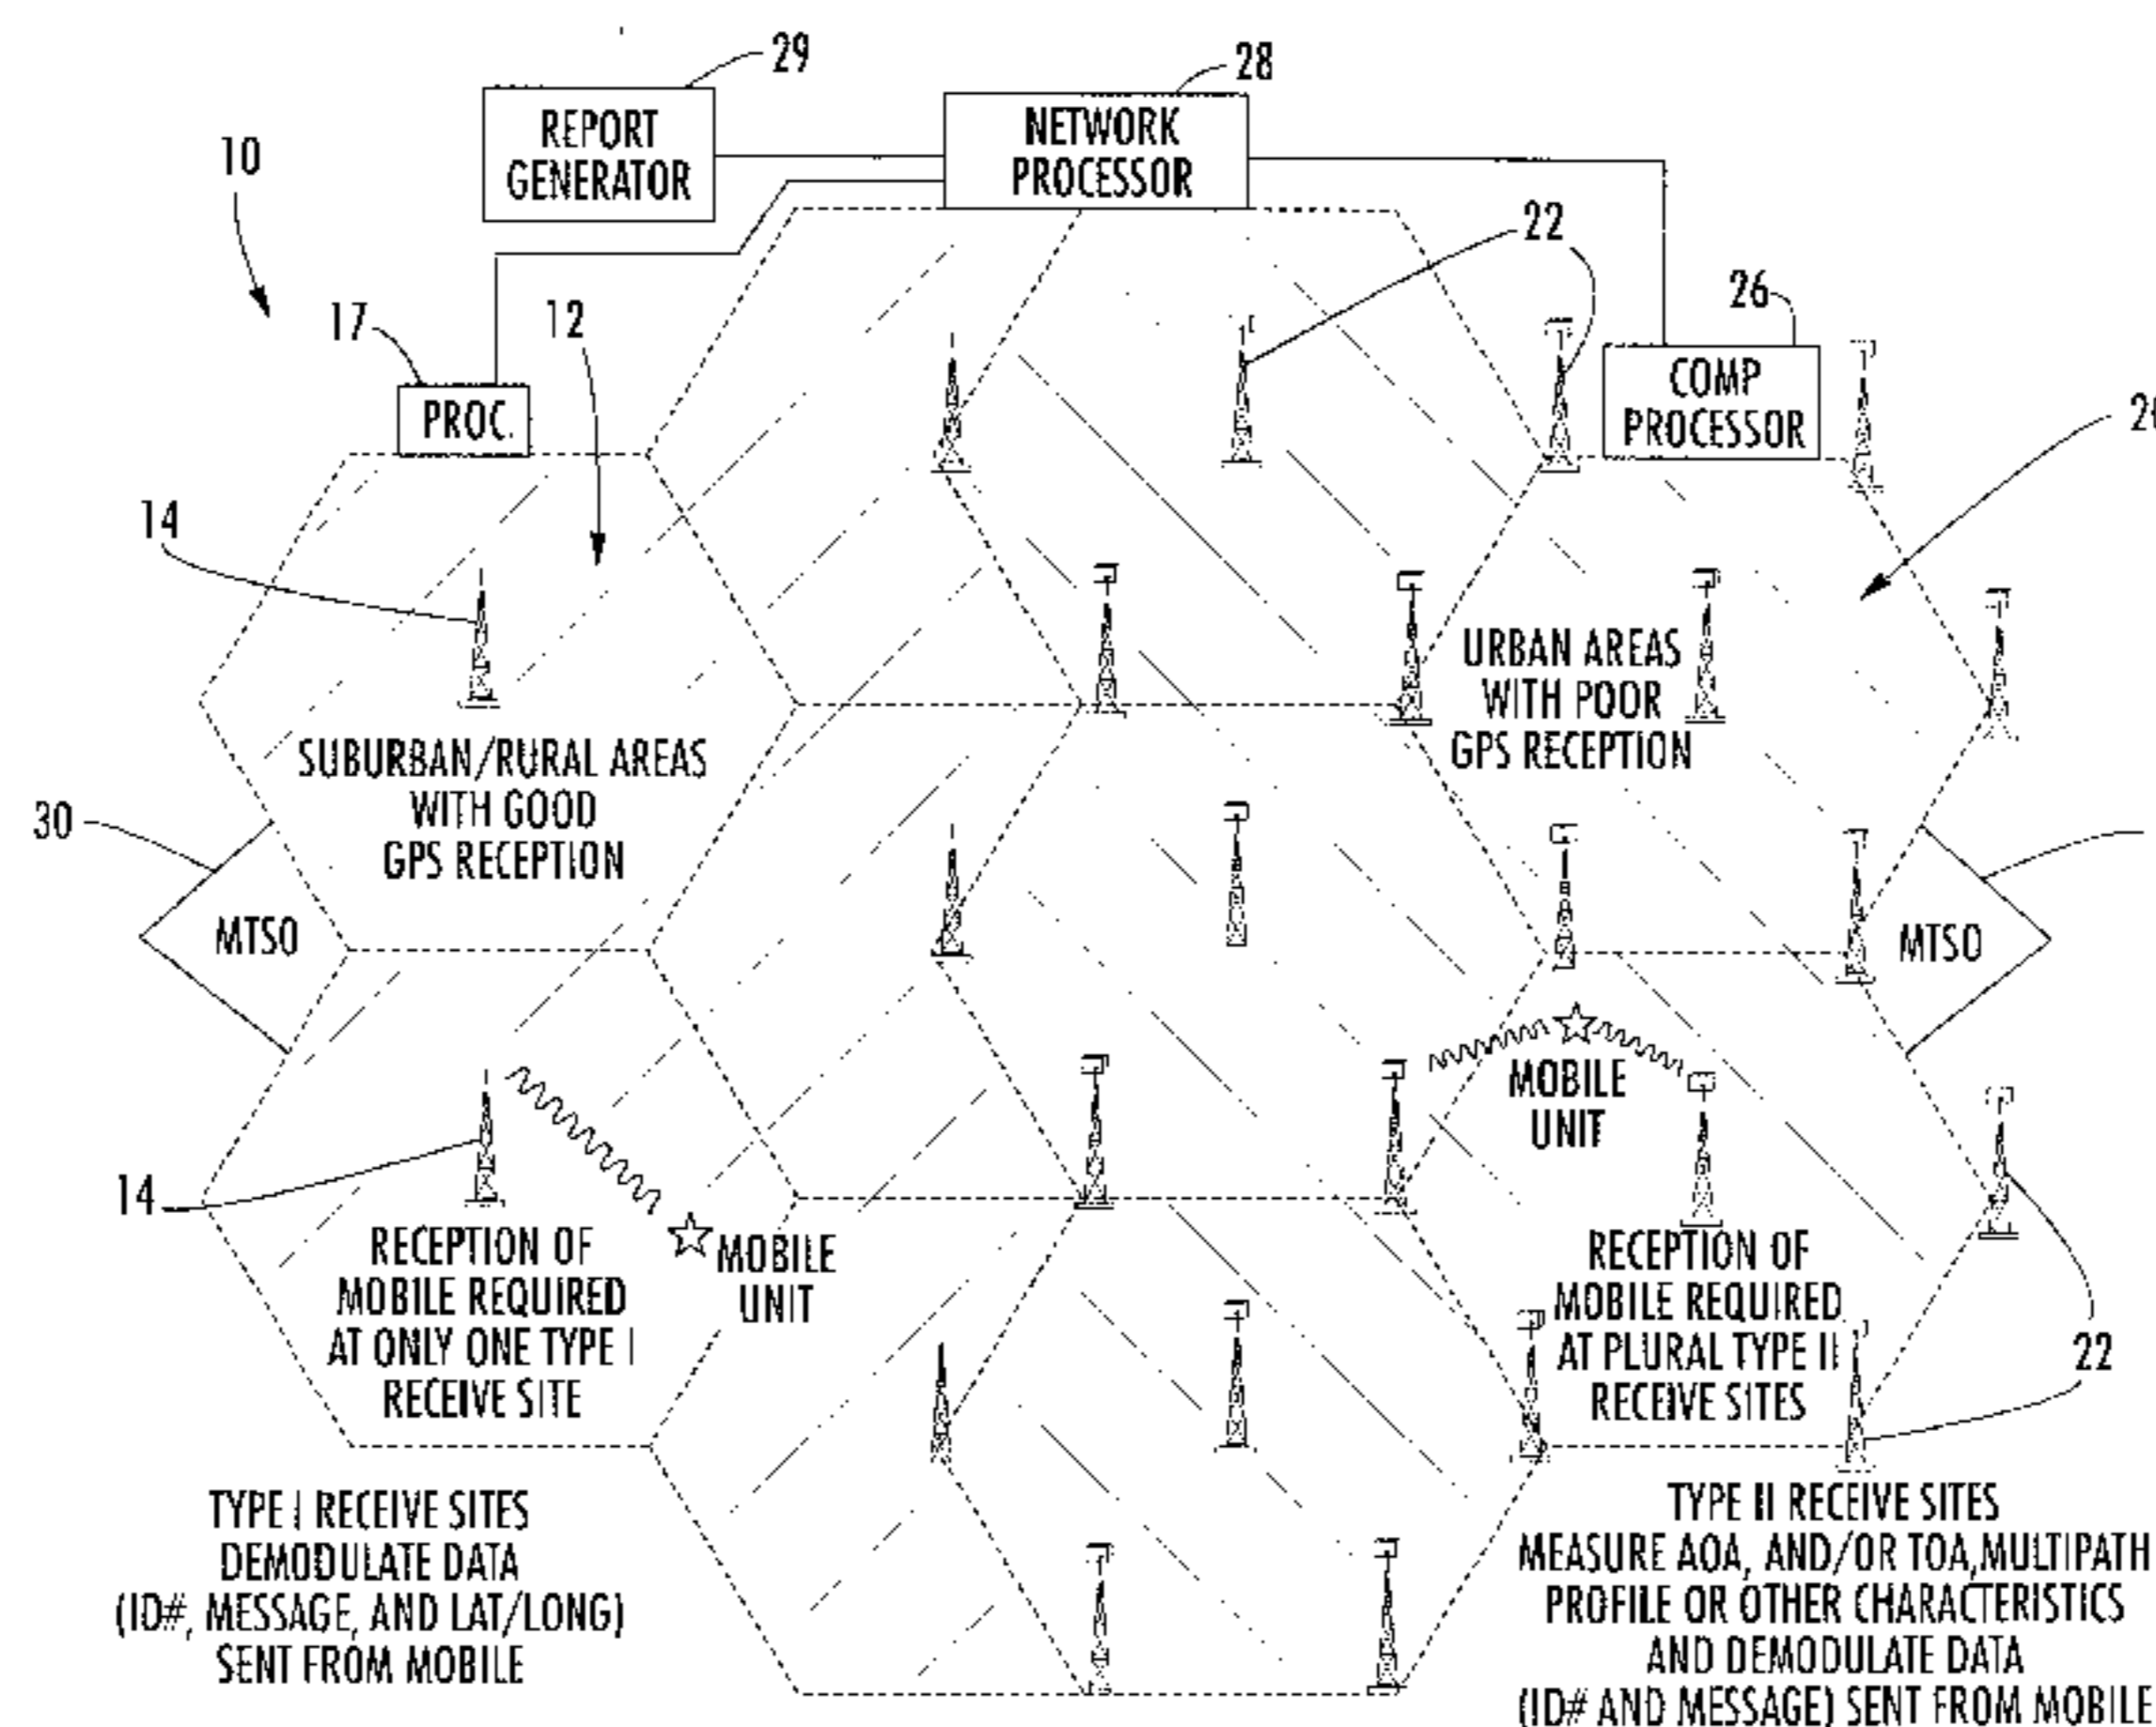 29
28
REPORT
GENERATOR
NETWORK
PROCESSOR
10
22
17
12
26
PROC.
COMP
PROCESSOR
14
URBAN AREAS
WITH POOR
GPS RECEPTION
SUBURBAN/RURAL AREAS
WITH GOOD
GPS RECEPTION
30
MTSO
MTSO
MOBILE
UNIT
14
RECEPTION OF
MOBILE REQUIRED
AT ONLY ONE TYPE I
RECEIVE SITE
MOBILE
UNIT
RECEPTION OF
MOBILE REQUIRED
AT PLURAL TYPE II
RECEIVE SITES
22
TYPE I RECEIVE SITES
DEMODULATE DATA
(ID#, MESSAGE, AND LAT/LONG)
SENT FROM MOBILE
TYPE II RECEIVE SITES
MEASURE AOA, AND/OR TOA, MULTIPATH
PROFILE OR OTHER CHARACTERISTICS
AND DEMODULATE DATA
(ID# AND MESSAGE) SENT FROM MOBILE